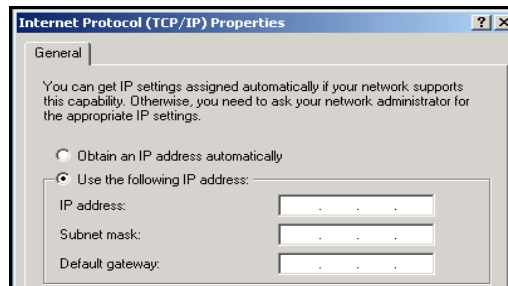 Internet Protocol (TCP/IP) Properties
General
You can get IP settings assigned automatically if your network supports
this capability. Otherwise, you need to ask your network administrator for
the appropriate IP settings.
Obtain an IP address automatically
Use the following IP address:
IP address:
Subnet mask:
Default gateway: